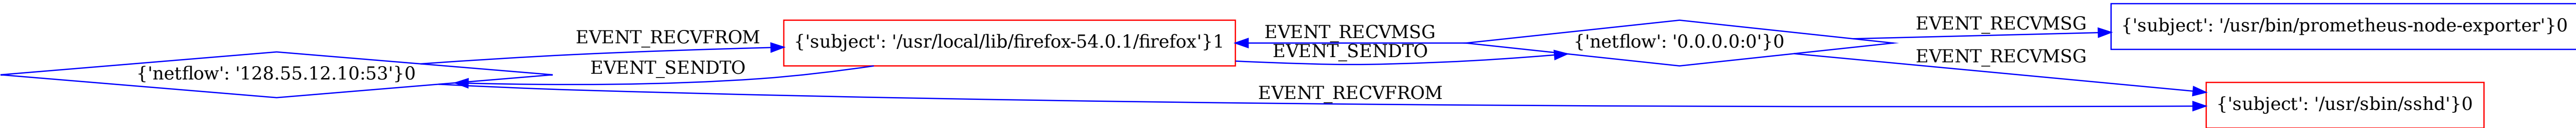 {'netflow': '128.55.12.10:53'}0
EVENT_RECVFROM
EVENT_SENDTO
{'subject': '/usr/local/lib/firefox-54.0.1/firefox'}1
EVENT_RECVMSG
EVENT_SENDTO
EVENT_RECVFROM
{'netflow': '0.0.0.0:0'}0
EVENT_RECVMSG
EVENT_RECVMSG
{'subject': '/usr/bin/prometheus-node-exporter'}0
{'subject': '/usr/sbin/sshd'}0